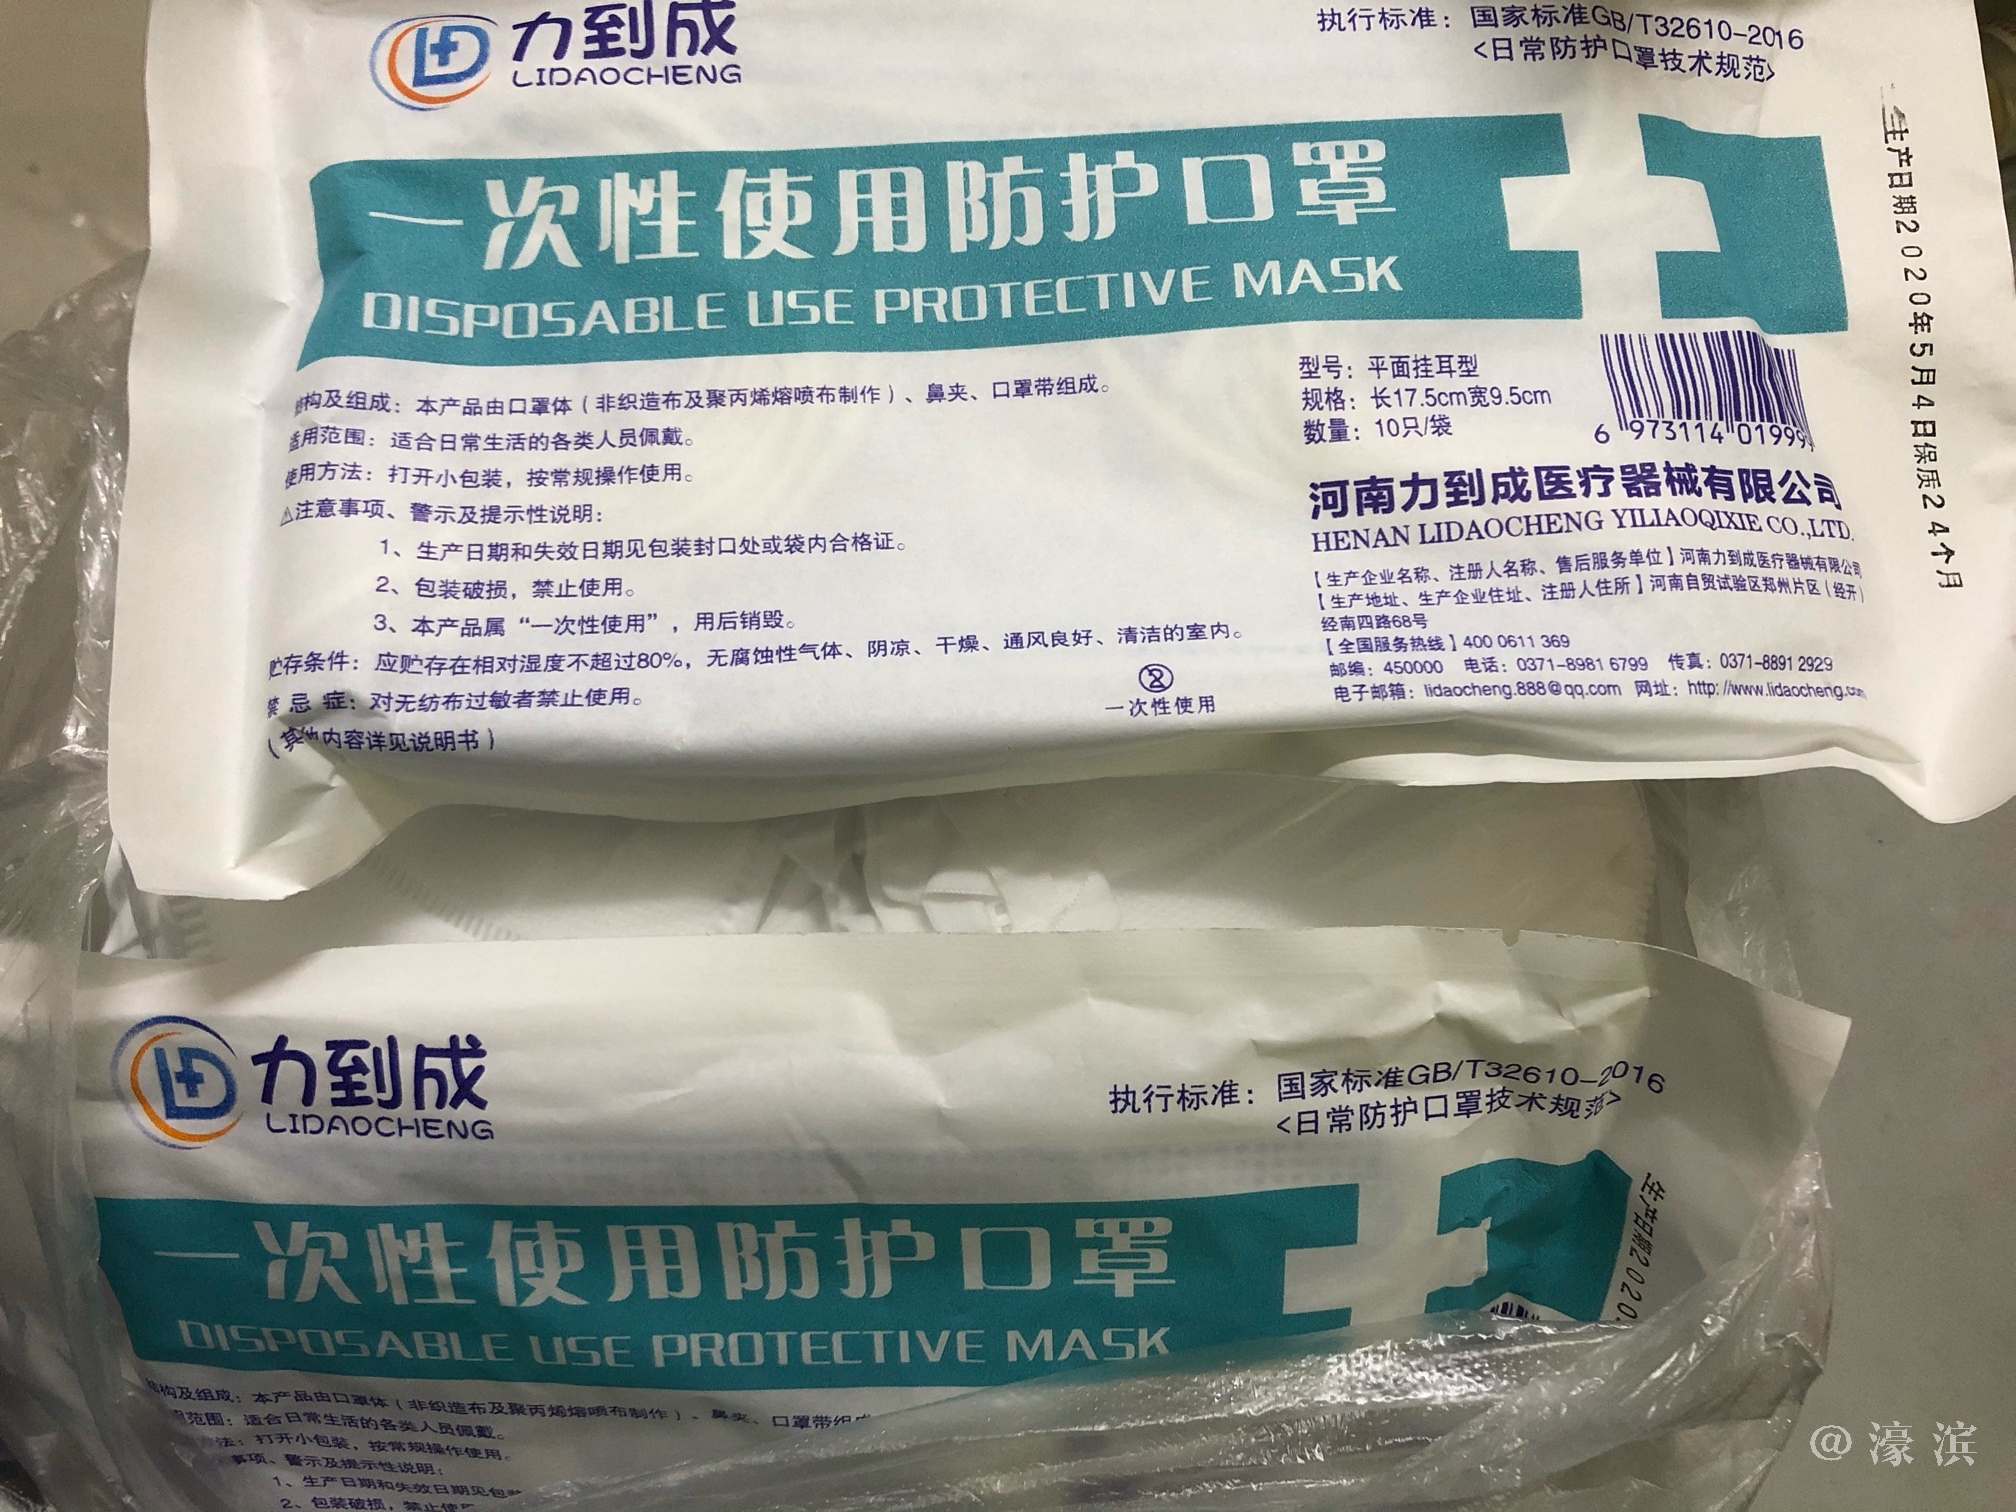 力到成
LIDAOCHENG
执行标准：国家标准GB/T32610-2016
<日常防护口罩技术规范>
一次性使用防护口罩
DISPOSABLE USE PROTECTIVE MASK
结构及组成：本产品由口罩体（非织造布及聚丙烯熔喷布制作）、鼻夹、口罩带组成。
适用范围：适合日常生活的各类人员佩戴。
使用方法：打开小包装，按常规操作使用。
⚠注意事项、警示及提示性说明：
1、生产日期和失效日期见包装封口处或袋内合格证。
2、包装破损，禁止使用。
3、本产品属“一次性使用”，用后销毁。
贮存条件：应贮存在相对湿度不超过80%，无腐蚀性气体、阴凉、干燥、通风良好、清洁的室内。
禁忌症：对无纺布过敏者禁止使用。
（其他内容详见说明书）
一次性使用
型号：平面挂耳型
规格：长17.5cm宽9.5cm
数量：10只/袋
6 973114 019999
河南力到成医疗器械有限公司
HENAN LIDAOCHENG YILIAOQIXIE CO.,LTD.
【生产企业名称、注册人名称、售后服务单位】河南力到成医疗器械有限公司
【生产地址、生产企业住址、注册人住所】河南自贸试验区郑州片区（经开）
经南四路68号
【全国服务热线】400 0611 369
邮编：450000 电话：0371-8981 6799 传真：0371-8891 2929
电子邮箱：lidaocheng.888@qq.com 网址：http://www.lidaocheng.com
生产日期2020年5月4日保质24个月
力到成
LIDAOCHENG
执行标准：国家标准GB/T32610-2016
<日常防护口罩技术规范>
一次性使用防护口罩
DISPOSABLE USE PROTECTIVE MASK
生产日期2020
结构及组成：本产品由口罩体（非织造布及聚丙烯熔喷布制作）、鼻夹、口罩带组成
范围：适合日常生活的各类人员佩戴。
法：打开小包装，按常规操作使用。
事项、警示及提示性说明：
1、生产日期和失效日期见包
2、包装破损，禁止使
@濠滨